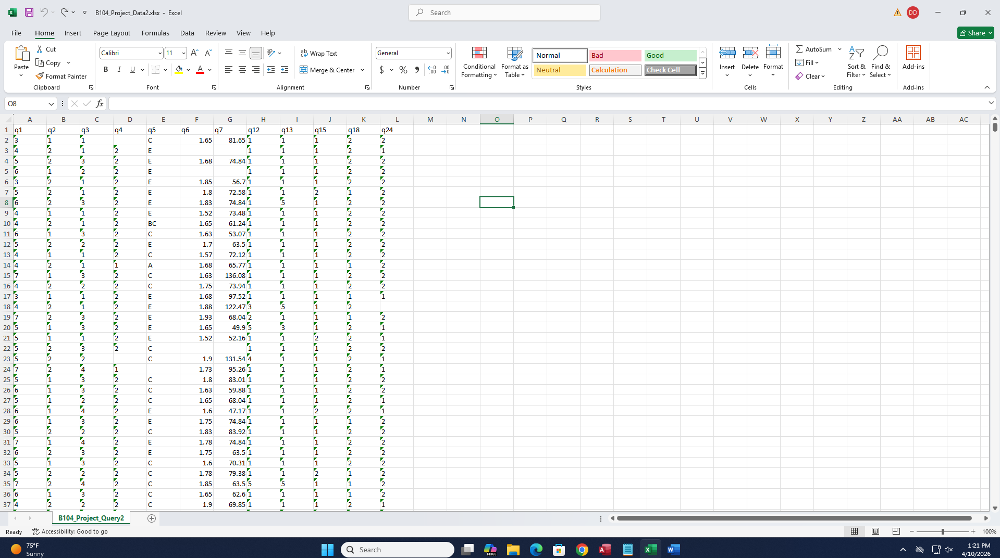 B104_Project_Data2.xlsx - Excel
Search
DD
File Home Insert Page Layout Formulas Data Review View Help
Share
Paste
Cut
Copy
Format Painter
Clipboard
Calibri 11
B I U
Font
Wrap Text
Merge & Center
Alignment
General
$ % ,
Number
Conditional Formatting
Format as Table
Normal Bad Good
Neutral Calculation Check Cell
Styles
Insert Delete Format
Cells
AutoSum
Fill
Clear
Sort & Filter
Find & Select
Editing
Add-ins
Add-ins
O8
fx
A B C D E F G H I J K L M N O P Q R S T U V W X Y Z AA AB AC
1 q1 q2 q3 q4 q5 q6 q7 q12 q13 q15 q18 q24
2 3 1 1 C 1.65 81.65 1 1 1 2 2
3 4 2 1 2 E 1 1 1 2 1
4 5 2 3 2 E 1.68 74.84 1 1 1 2 2
5 6 1 2 2 E 1 1 1 2 2
6 3 2 1 2 E 1.85 56.7 1 1 1 2 2
7 5 2 1 2 E 1.8 72.58 1 1 2 1 2
8 6 2 3 2 E 1.83 74.84 1 5 1 2 2
9 4 1 1 2 E 1.52 73.48 1 1 1 2 2
10 4 2 1 2 BC 1.65 61.24 1 1 1 2 2
11 6 1 3 2 C 1.63 53.07 1 1 1 2 2
12 5 2 2 2 E 1.7 63.5 1 1 1 2 2
13 4 1 1 2 C 1.57 72.12 1 1 1 2 2
14 4 2 1 1 A 1.68 65.77 1 1 1 1 2
15 7 1 3 2 C 1.63 136.08 1 1 1 2 2
16 4 2 2 2 C 1.75 73.94 1 1 1 2 2
17 3 1 1 2 E 1.68 97.52 1 1 1 1 1
18 4 2 1 2 E 1.88 122.47 3 5 1 2
19 7 2 3 2 E 1.93 68.04 2 1 1 1 2
20 5 1 3 2 E 1.65 49.9 5 3 1 2 1
21 5 1 1 2 E 1.52 52.16 1 1 2 2 1
22 5 2 3 2 C 1 1 1 2 2
23 5 2 2 C 1.9 131.54 4 1 1 2 1
24 7 2 4 1 1.73 95.26 1 1 1 2 1
25 5 1 3 2 C 1.8 83.01 1 1 1 2 2
26 6 1 3 2 C 1.63 59.88 1 1 1 2 2
27 5 1 2 2 C 1.65 68.04 1 1 1 2 1
28 6 1 4 2 E 1.6 47.17 1 1 2 2 1
29 6 1 3 2 E 1.75 74.84 1 1 1 1 2
30 5 2 2 2 C 1.83 83.92 1 1 1 2 2
31 7 1 4 2 E 1.78 74.84 1 1 1 2 2
32 6 2 3 2 E 1.75 63.5 1 1 1 2 2
33 5 1 3 2 C 1.6 70.31 1 1 1 2 2
34 5 2 2 2 C 1.78 79.38 1 1 2 1 2
35 7 2 4 2 C 1.85 63.5 5 5 1 1 2
36 6 1 3 2 C 1.65 62.6 1 1 1 1 2
37 4 2 2 2 C 1.9 69.85 1 1 1 2 1
B104_Project_Query2
Ready Accessibility: Good to go
100%
75°F
Sunny
Search
M365
1:21 PM
4/10/2026